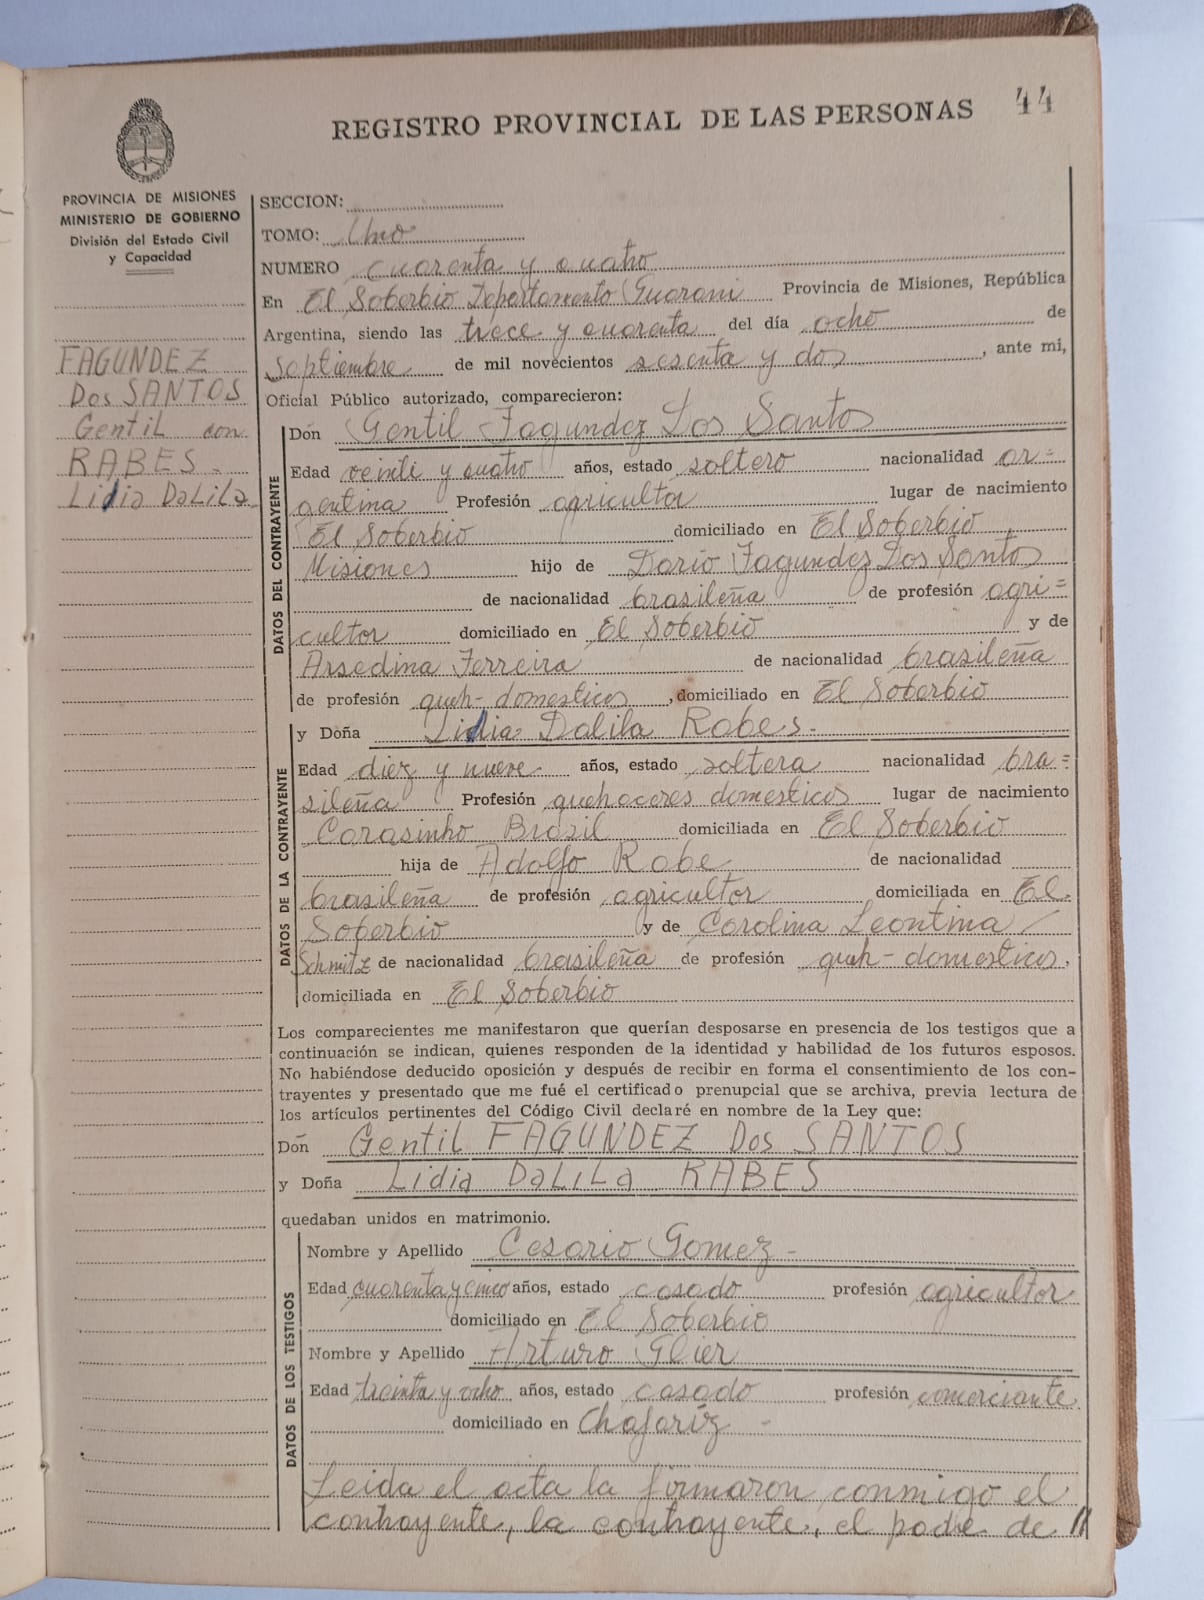 44
REGISTRO PROVINCIAL DE LAS PERSONAS
PROVINCIA DE MISIONES
MINISTERIO DE GOBIERNO
División del Estado Civil
y Capacidad
FAGUNDEZ
Dos SANTOS
Gentil con
RABES.
Lidia DaLiLa
SECCION:
TOMO: Uno
NUMERO cuarenta y cuatro
En El Soberbio Departamento Guarani Provincia de Misiones, República
Argentina, siendo las trece y cuarenta del día ocho de
Septiembre de mil novecientos sesenta y dos, ante mi,
Oficial Público autorizado, comparecieron:
DATOS DEL CONTRAYENTE
Don Gentil Fagundez Dos Santos
Edad veinti y cuatro años, estado soltero nacionalidad ar=
gentina Profesión agricultor lugar de nacimiento
El Soberbio domiciliado en El Soberbio
Misiones hijo de Dario Fagundez Dos Santos
de nacionalidad brasileña de profesión agri=
cultor domiciliado en El Soberbio y de
Arsedina Ferreira de nacionalidad brasileña
de profesión queh-domesticos, domiciliado en El Soberbio
DATOS DE LA CONTRAYENTE
y Doña Lidia Dalila Robes.
Edad diez y nueve años, estado soltera nacionalidad bra=
sileña Profesión quehaceres domesticos lugar de nacimiento
Carasinho Brasil domiciliada en El Soberbio
hija de Adolfo Robe de nacionalidad
brasileña de profesión agricultor domiciliada en El
Soberbio y de Carolina Leontina /
Schmitz de nacionalidad brasileña de profesión queh-domesticos.
domiciliada en El Soberbio
Los comparecientes me manifestaron que querían desposarse en presencia de los testigos que a
continuación se indican, quienes responden de la identidad y habilidad de los futuros esposos.
No habiéndose deducido oposición y después de recibir en forma el consentimiento de los con-
trayentes y presentado que me fué el certificado prenupcial que se archiva, previa lectura de
los artículos pertinentes del Código Civil declaré en nombre de la Ley que:
Don Gentil FAGUNDEZ Dos SANTOS
y Doña Lidia DaLiLa RABES
quedaban unidos en matrimonio.
DATOS DE LOS TESTIGOS
Nombre y Apellido Cesario Gomez -
Edad cuarenta y cinco años, estado casado profesión agricultor
domiciliado en El Soberbio
Nombre y Apellido Arturo Glier
Edad treinta y ocho años, estado casado profesión comerciante
domiciliado en Chafariz -
Leida el acta la firmaron conmigo el
contrayente, la contrayente, el padre de //